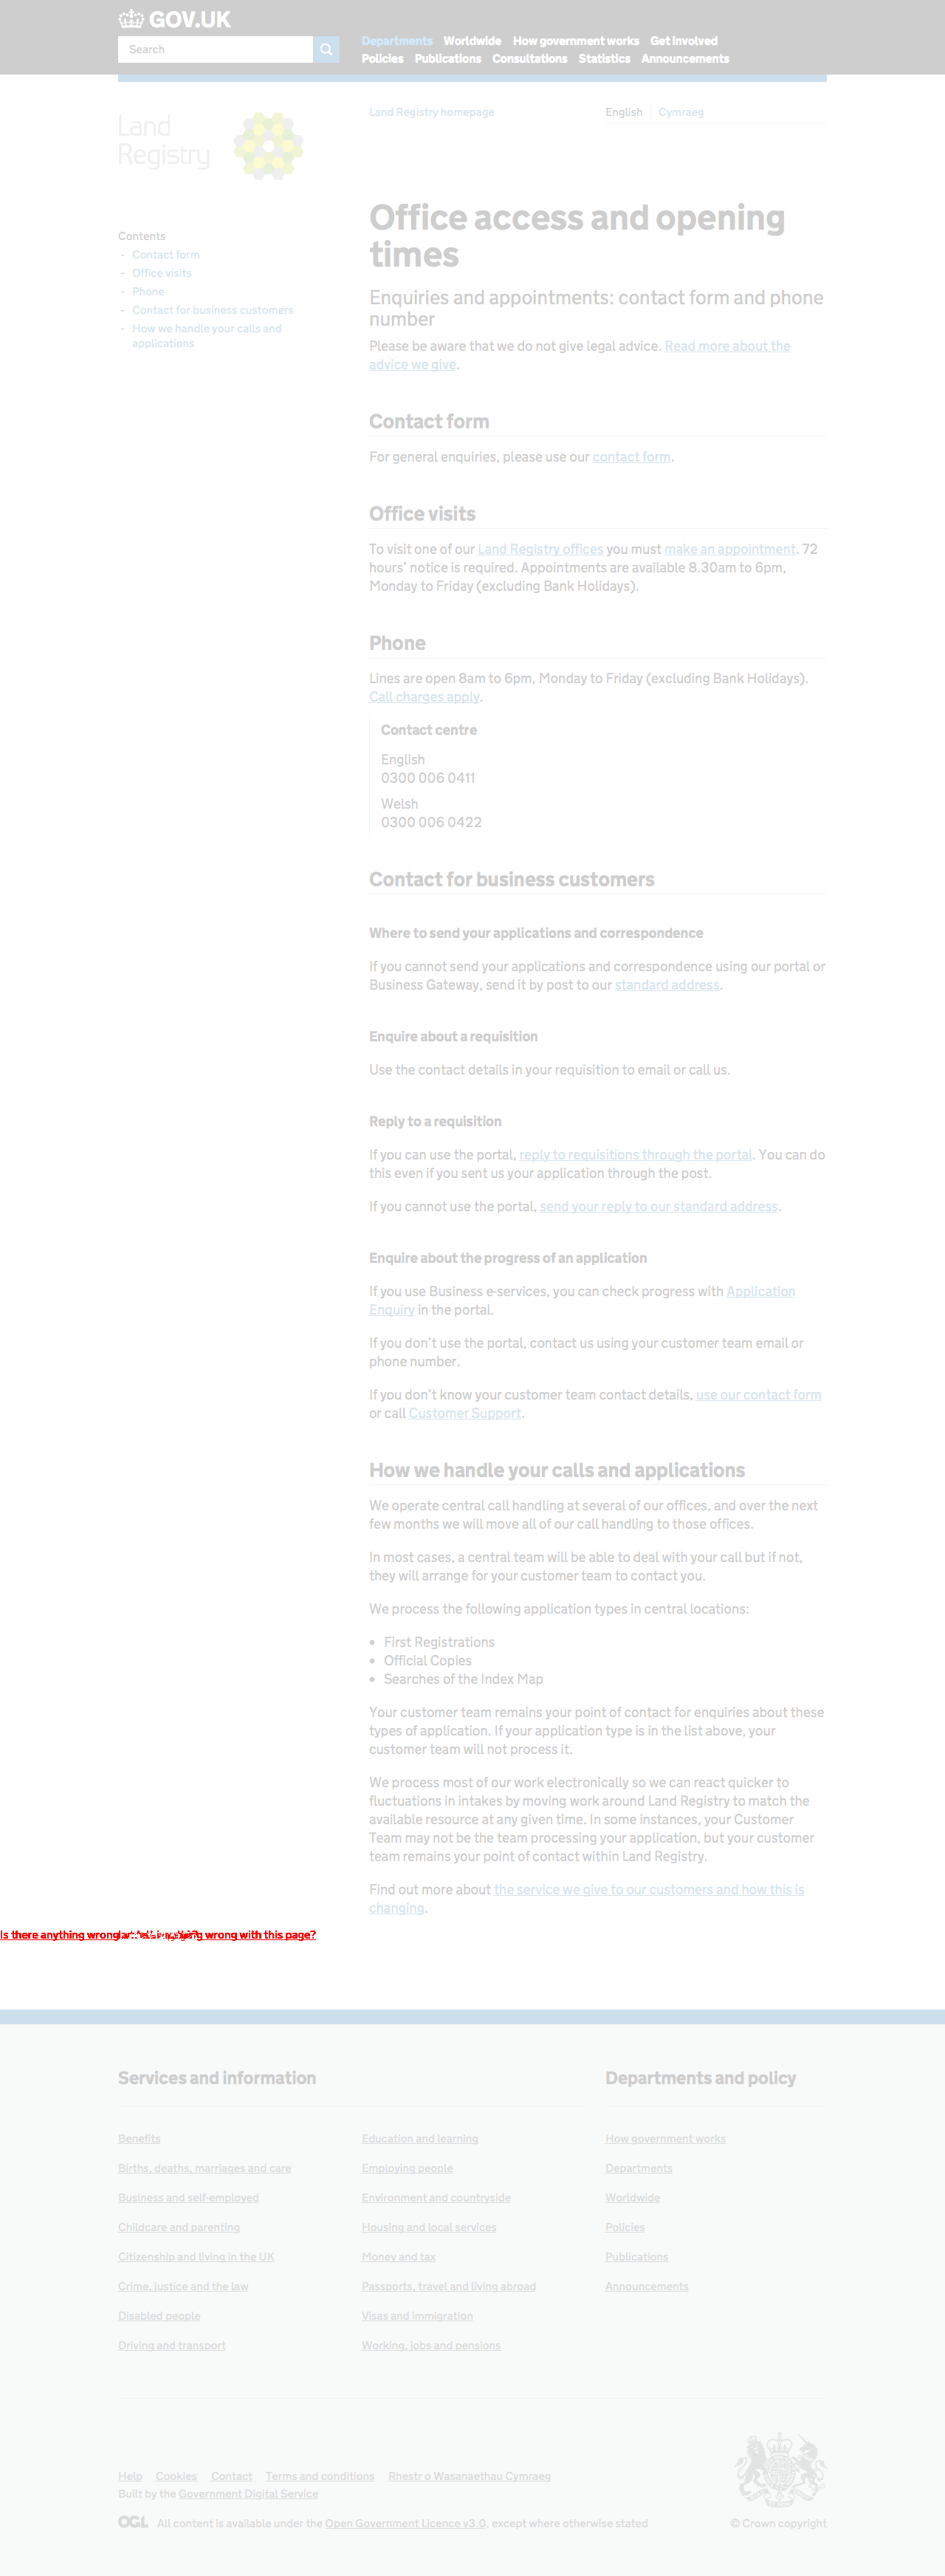 GOV.UK
Search
Departments Worldwide How government works Get involved
Policies Publications Consultations Statistics Announcements
Land Registry homepage
English Cymraeg
Land
Registry
Contents
- Contact form
- Office visits
- Phone
- Contact for business customers
- How we handle your calls and
applications
Office access and opening
times
Enquiries and appointments: contact form and phone
number
Please be aware that we do not give legal advice. Read more about the
advice we give.
Contact form
For general enquiries, please use our contact form.
Office visits
To visit one of our Land Registry offices you must make an appointment. 72
hours’ notice is required. Appointments are available 8.30am to 6pm,
Monday to Friday (excluding Bank Holidays).
Phone
Lines are open 8am to 6pm, Monday to Friday (excluding Bank Holidays).
Call charges apply.
Contact centre
English
0300 006 0411
Welsh
0300 006 0422
Contact for business customers
Where to send your applications and correspondence
If you cannot send your applications and correspondence using our portal or
Business Gateway, send it by post to our standard address.
Enquire about a requisition
Use the contact details in your requisition to email or call us.
Reply to a requisition
If you can use the portal, reply to requisitions through the portal. You can do
this even if you sent us your application through the post.
If you cannot use the portal, send your reply to our standard address.
Enquire about the progress of an application
If you use Business e-services, you can check progress with Application
Enquiry in the portal.
If you don’t use the portal, contact us using your customer team email or
phone number.
If you don’t know your customer team contact details, use our contact form
or call Customer Support.
How we handle your calls and applications
We operate central call handling at several of our offices, and over the next
few months we will move all of our call handling to those offices.
In most cases, a central team will be able to deal with your call but if not,
they will arrange for your customer team to contact you.
We process the following application types in central locations:
• First Registrations
• Official Copies
• Searches of the Index Map
Your customer team remains your point of contact for enquiries about these
types of application. If your application type is in the list above, your
customer team will not process it.
We process most of our work electronically so we can react quicker to
fluctuations in intakes by moving work around Land Registry to match the
available resource at any given time. In some instances, your Customer
Team may not be the team processing your application, but your customer
team remains your point of contact within Land Registry.
Find out more about the service we give to our customers and how this is
changing.
Is there anything wrong wrong with this page?
Services and information
Departments and policy
Benefits
Births, deaths, marriages and care
Business and self-employed
Childcare and parenting
Citizenship and living in the UK
Crime, justice and the law
Disabled people
Driving and transport
Education and learning
Employing people
Environment and countryside
Housing and local services
Money and tax
Passports, travel and living abroad
Visas and immigration
Working, jobs and pensions
How government works
Departments
Worldwide
Policies
Publications
Announcements
Help Cookies Contact Terms and conditions Rhestr o Wasanaethau Cymraeg
Built by the Government Digital Service
OGL All content is available under the Open Government Licence v3.0, except where otherwise stated
© Crown copyright